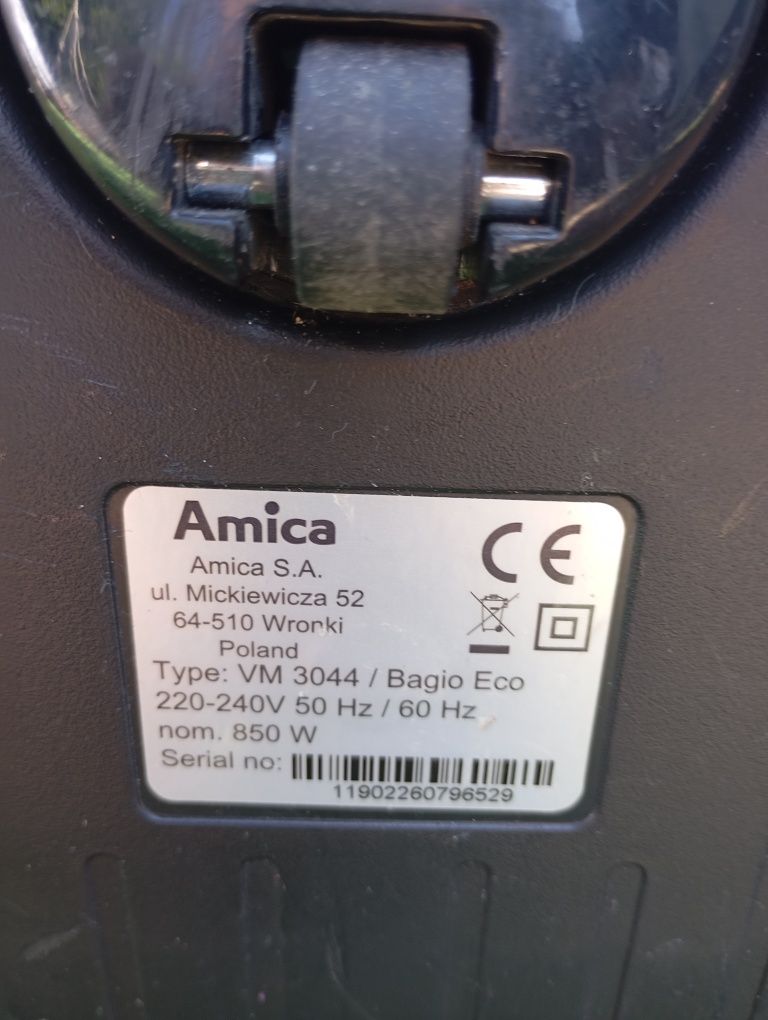 Amica
Amica S.A.
ul. Mickiewicza 52
64-510 Wronki
Poland
CE
Type: VM 3044 / Bagio Eco
220-240V 50 Hz / 60 Hz
nom. 850 W
Serial no:
11902260796529